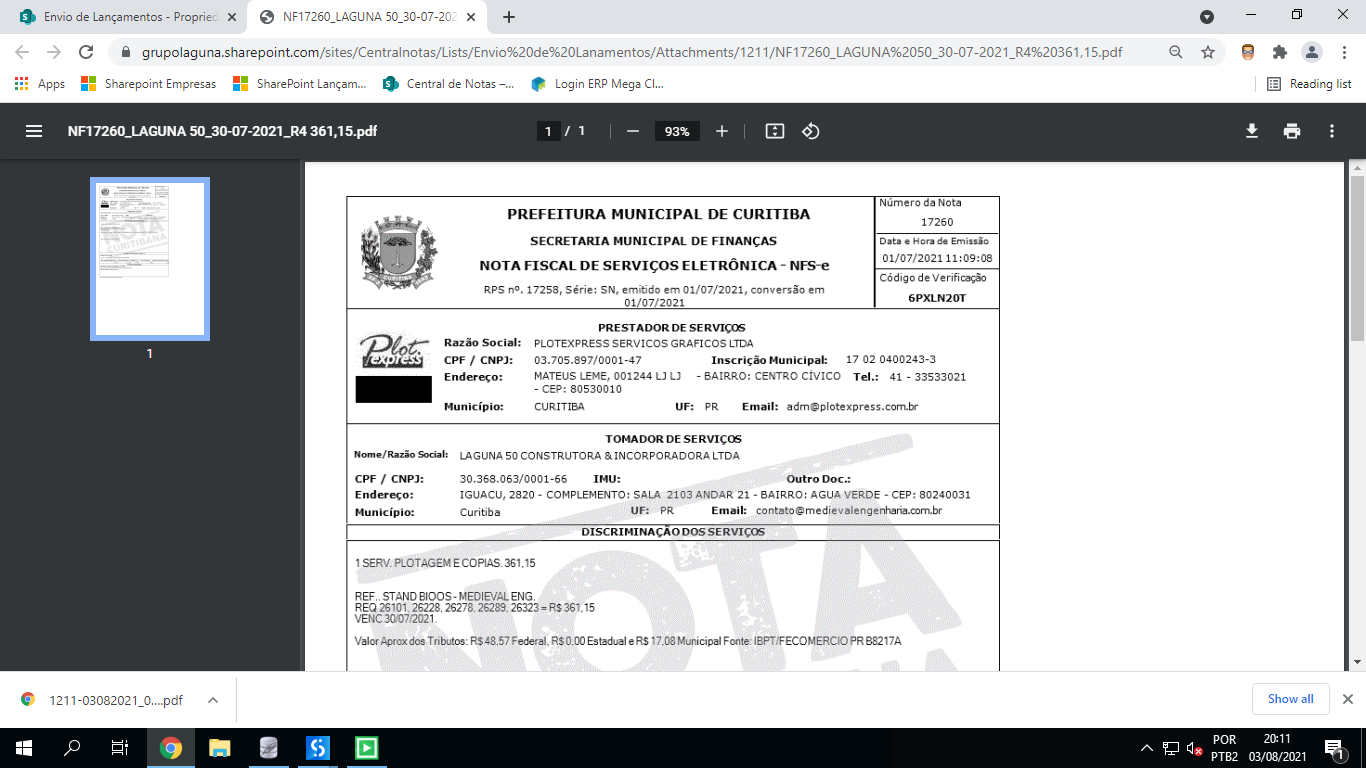 Envio de Lançamentos - Propried
NF17260_LAGUNA 50_30-07-202
grupolaguna.sharepoint.com/sites/Centralnotas/Lists/Envio%20de%20Lanamentos/Attachments/1211/NF17260_LAGUNA%2050_30-07-2021_R4%20361,15.pdf
Apps
Sharepoint Empresas
SharePoint Lançam...
Central de Notas –...
Login ERP Mega Cl...
Reading list
NF17260_LAGUNA 50_30-07-2021_R4 361,15.pdf
1 / 1
93%
1
PREFEITURA MUNICIPAL DE CURITIBA
SECRETARIA MUNICIPAL DE FINANÇAS
NOTA FISCAL DE SERVIÇOS ELETRÔNICA - NFS-e
RPS nº. 17258, Série: SN, emitido em 01/07/2021, conversão em
01/07/2021
Número da Nota
17260
Data e Hora de Emissão
01/07/2021 11:09:08
Código de Verificação
6PXLN20T
PRESTADOR DE SERVIÇOS
Plot express
Razão Social: PLOTEXPRESS SERVICOS GRAFICOS LTDA
CPF / CNPJ: 03.705.897/0001-47 Inscrição Municipal: 17 02 0400243-3
Endereço: MATEUS LEME, 001244 LJ LJ - BAIRRO: CENTRO CÍVICO Tel.: 41 - 33533021
- CEP: 80530010
Município: CURITIBA UF: PR Email: adm@plotexpress.com.br
TOMADOR DE SERVIÇOS
Nome/Razão Social: LAGUNA 50 CONSTRUTORA & INCORPORADORA LTDA
CPF / CNPJ: 30.368.063/0001-66 IMU: Outro Doc.:
Endereço: IGUACU, 2820 - COMPLEMENTO: SALA 2103 ANDAR 21 - BAIRRO: AGUA VERDE - CEP: 80240031
Município: Curitiba UF: PR Email: contato@medievalengenharia.com.br
DISCRIMINAÇÃO DOS SERVIÇOS
NOTA
1 SERV. PLOTAGEM E COPIAS. 361,15
REF.. STAND BIOOS - MEDIEVAL ENG.
REQ 26101, 26228, 26278, 26289, 26323 = R$ 361,15
VENC 30/07/2021.
Valor Aprox dos Tributos: R$ 48,57 Federal, R$ 0,00 Estadual e R$ 17,08 Municipal Fonte: IBPT/FECOMERCIO PR B8217A
1211-03082021_0....pdf
Show all
POR
PTB2
20:11
03/08/2021
1